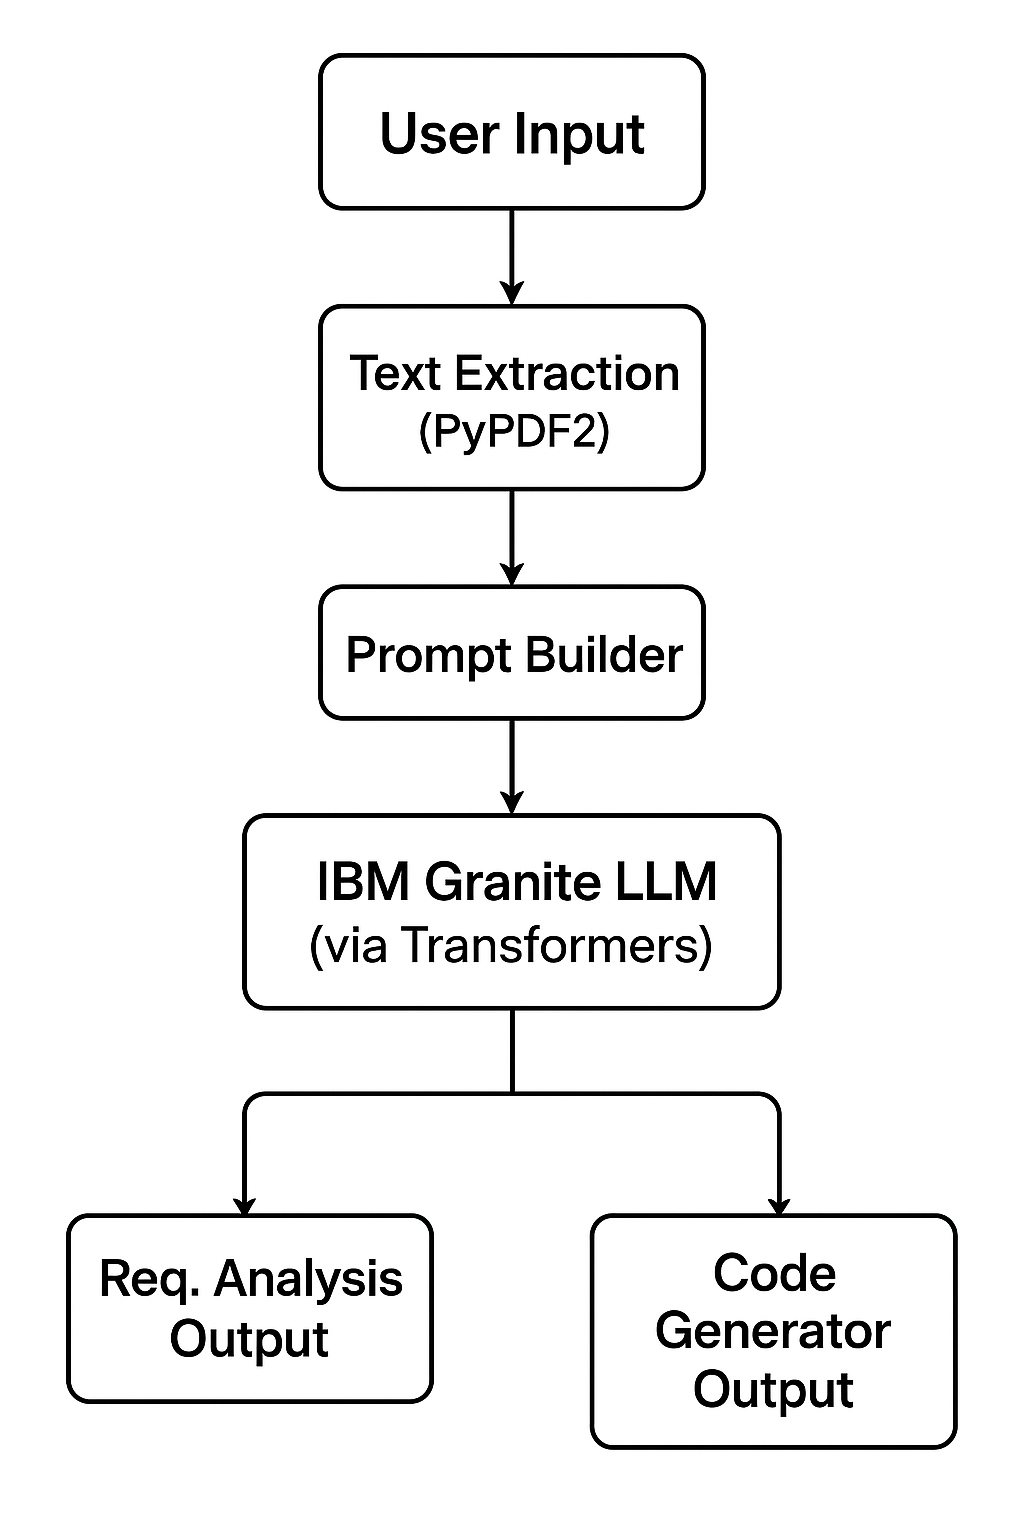 User Input
Text Extraction
(PyPDF2)
Prompt Builder
IBM Granite LLM
(via Transformers)
Req. Analysis
Output
Code
Generator
Output